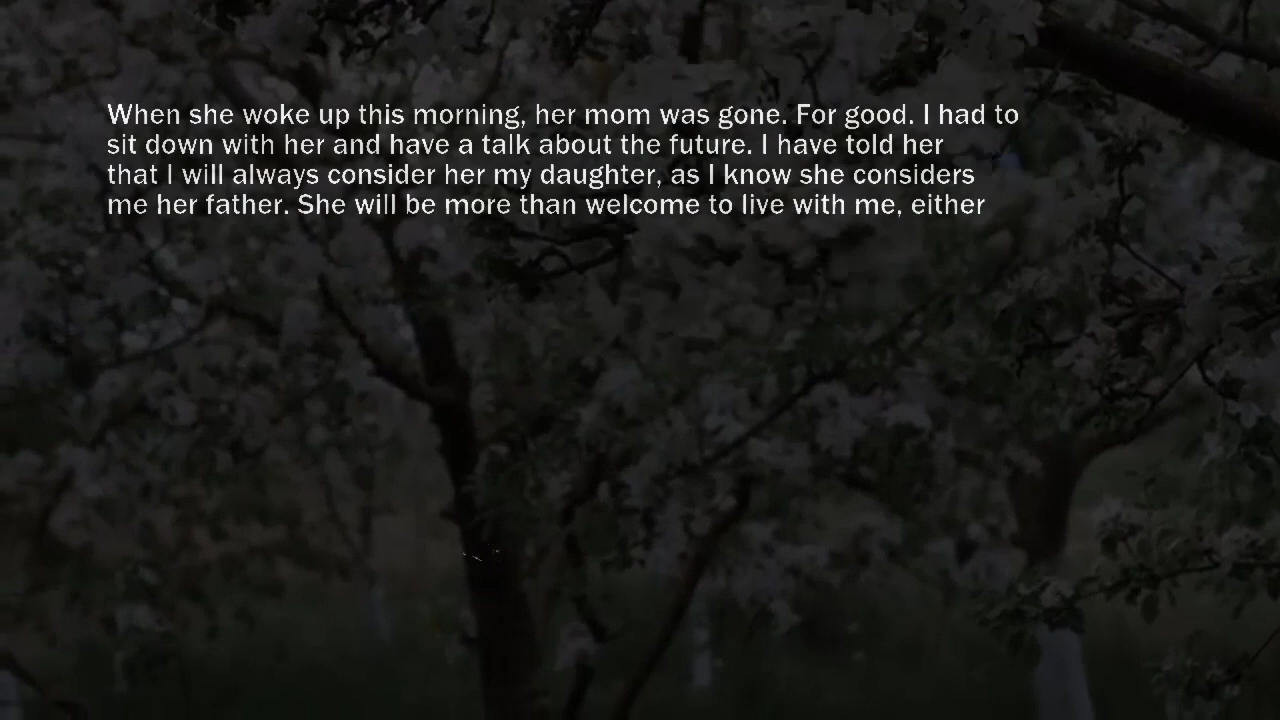 When she woke up this morning, her mom was gone. For good. I had to
sit down with her and have a talk about the future. I have told her
that I will always consider her my daughter, as I know she considers
me her father. She will be more than welcome to live with me, either